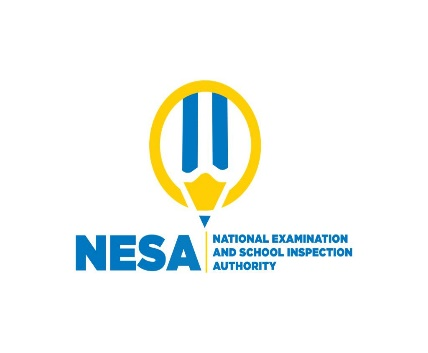 NESA
NATIONAL EXAMINATION
AND SCHOOL INSPECTION
AUTHORITY